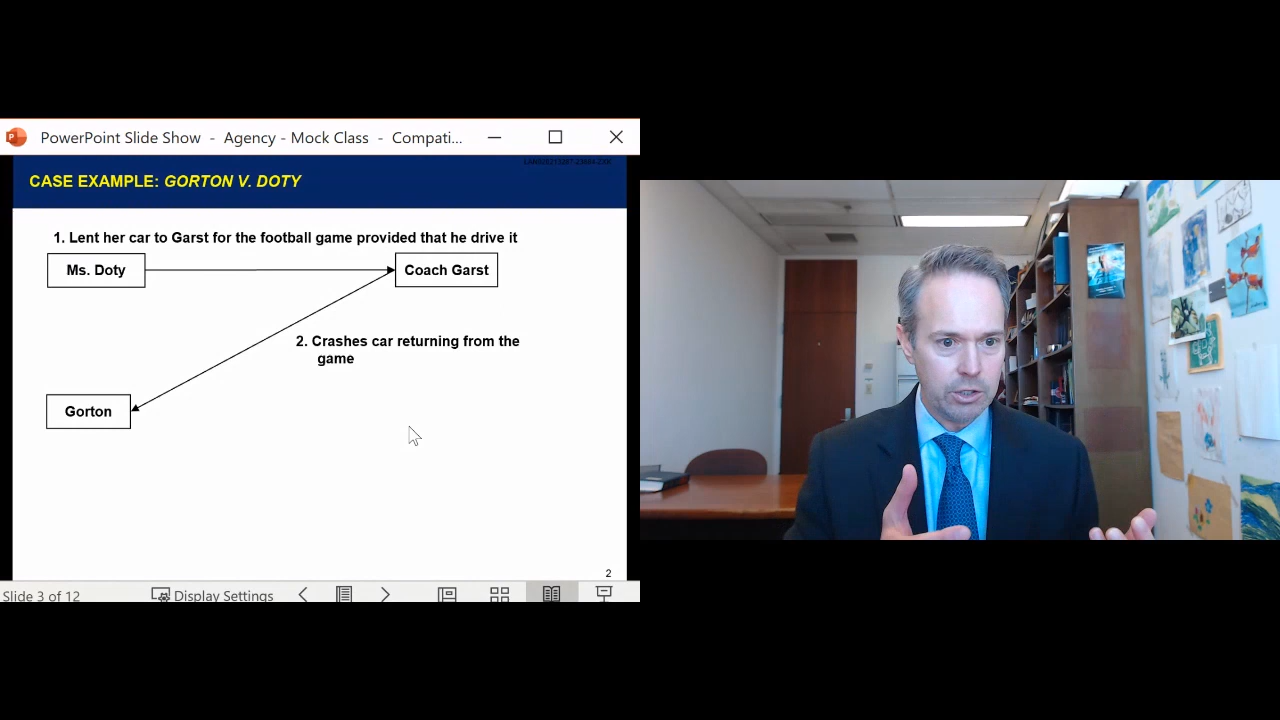 PowerPoint Slide Show - Agency - Mock Class - Compati...
CASE EXAMPLE: GORTON V. DOTY
1. Lent her car to Garst for the football game provided that he drive it
Ms. Doty
Coach Garst
2. Crashes car returning from the
game
Gorton
2
Slide 3 of 12
Display Settings